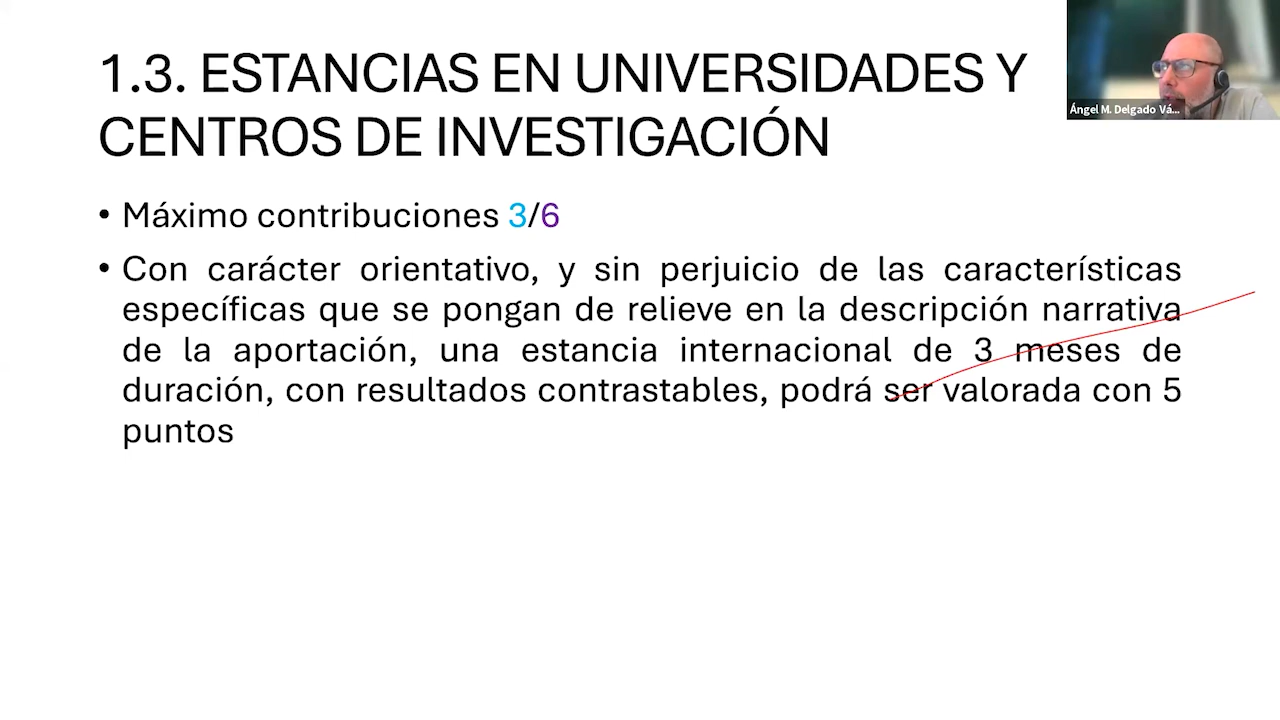 1.3. ESTANCIAS EN UNIVERSIDADES Y
CENTROS DE INVESTIGACIÓN
Ángel M. Delgado Vá...
• Máximo contribuciones 3/6
• Con carácter orientativo, y sin perjuicio de las características
específicas que se pongan de relieve en la descripción narrativa
de la aportación, una estancia internacional de 3 meses de
duración, con resultados contrastables, podrá ser valorada con 5
puntos